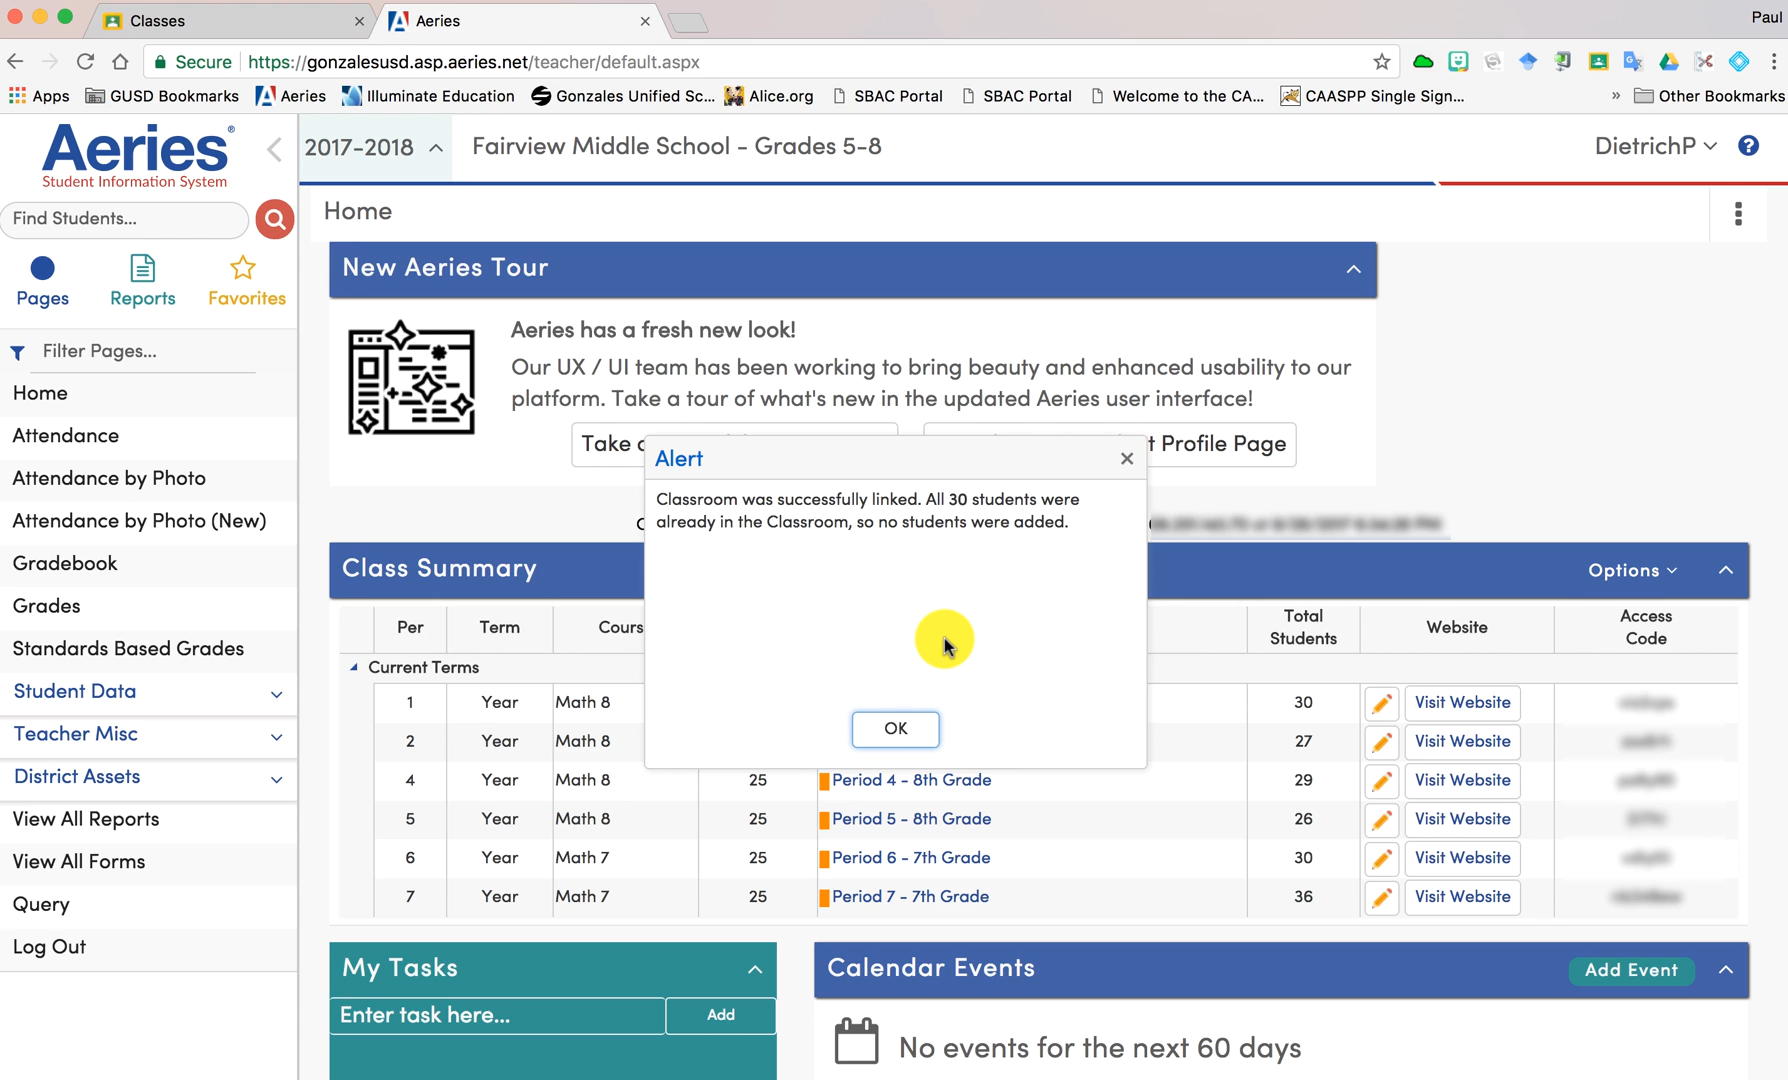 Classes
Aeries
Paul
Secure https://gonzalesusd.asp.aeries.net/teacher/default.aspx
Apps GUSD Bookmarks Aeries Illuminate Education Gonzales Unified Sc... Alice.org SBAC Portal SBAC Portal Welcome to the CA... CAASPP Single Sign... » Other Bookmarks
Aeries®
Student Information System
2017-2018 Fairview Middle School - Grades 5-8 DietrichP ?
Find Students...
Pages Reports Favorites
Filter Pages...
Home
Attendance
Attendance by Photo
Attendance by Photo (New)
Gradebook
Grades
Standards Based Grades
Student Data
Teacher Misc
District Assets
View All Reports
View All Forms
Query
Log Out
Home
New Aeries Tour
Aeries has a fresh new look!
Our UX / UI team has been working to bring beauty and enhanced usability to our
platform. Take a tour of what's new in the updated Aeries user interface!
Take Profile Page
Alert
Classroom was successfully linked. All 30 students were
already in the Classroom, so no students were added.
OK
Class Summary Options
Per Term Total Students Website Access Code
Current Terms
1 Year Math 8 30 Visit Website
2 Year Math 8 27 Visit Website
4 Year Math 8 25 Period 4 - 8th Grade 29 Visit Website
5 Year Math 8 25 Period 5 - 8th Grade 26 Visit Website
6 Year Math 7 25 Period 6 - 7th Grade 30 Visit Website
7 Year Math 7 25 Period 7 - 7th Grade 36 Visit Website
My Tasks
Enter task here... Add
Calendar Events Add Event
No events for the next 60 days